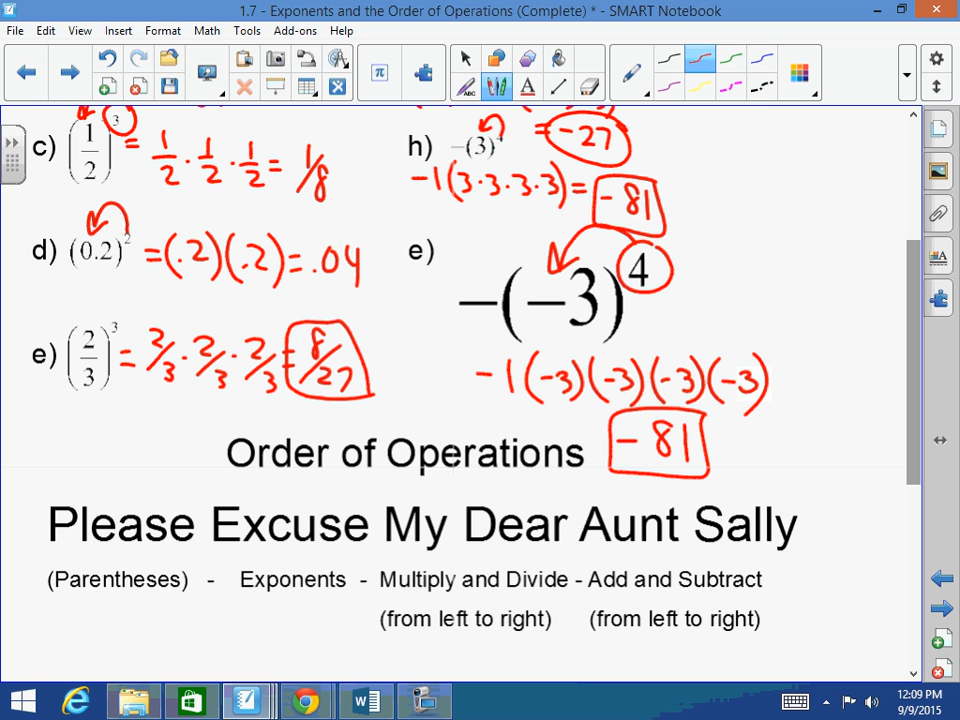 1.7 - Exponents and the Order of Operations (Complete) * - SMART Notebook
File Edit View Insert Format Math Tools Add-ons Help
c) (1/2)^3 = 1/2 · 1/2 · 1/2 = 1/8
d) (0.2)^2 = (.2)(.2) = .04
e) (2/3)^3 = 2/3 · 2/3 · 2/3 = 8/27
= -27
h) -(3)^4
-1(3·3·3·3) = -81
e) -(-3)^4
-1(-3)(-3)(-3)(-3)
-81
Order of Operations
Please Excuse My Dear Aunt Sally
(Parentheses) - Exponents - Multiply and Divide - Add and Subtract
(from left to right) (from left to right)
12:09 PM
9/9/2015